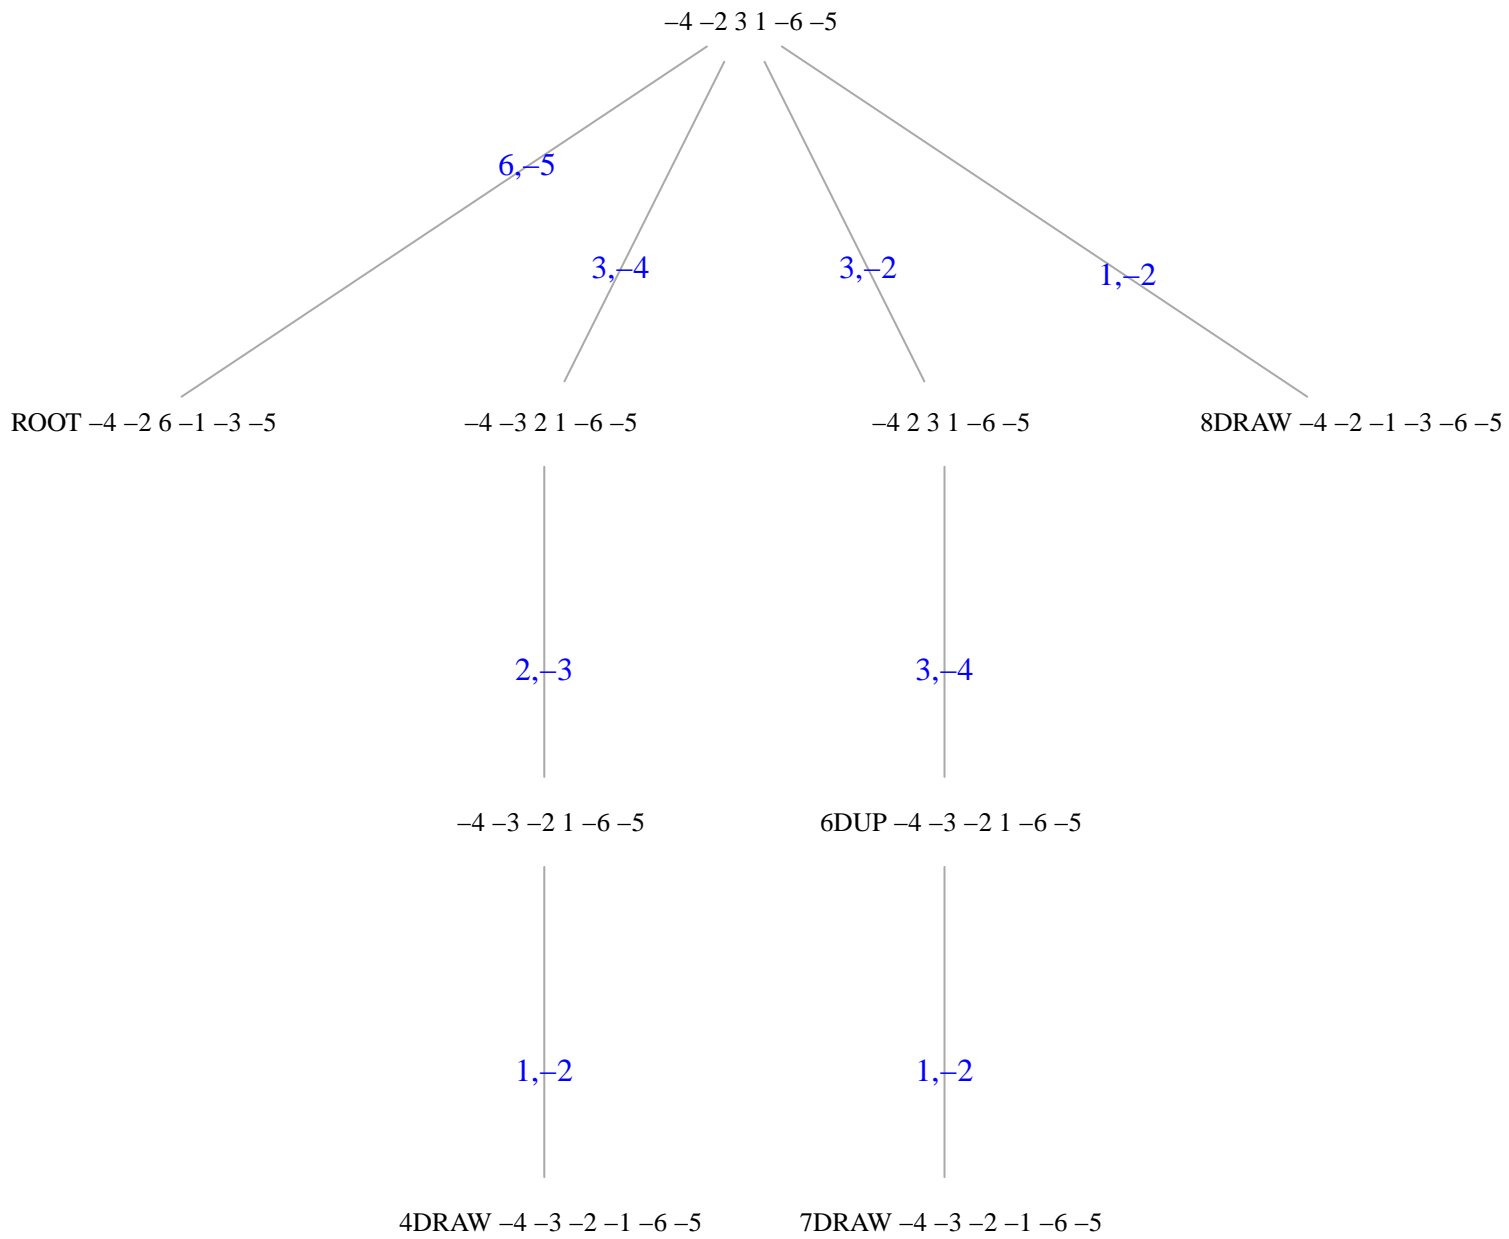 –4 –2 3 1 –6 –5
6,–5
3,–4
3,–2
1,–2
ROOT –4 –2 6 –1 –3 –5
–4 –3 2 1 –6 –5
–4 2 3 1 –6 –5
8DRAW –4 –2 –1 –3 –6 –5
2,–3
3,–4
–4 –3 –2 1 –6 –5
6DUP –4 –3 –2 1 –6 –5
1,–2
1,–2
4DRAW –4 –3 –2 –1 –6 –5
7DRAW –4 –3 –2 –1 –6 –5